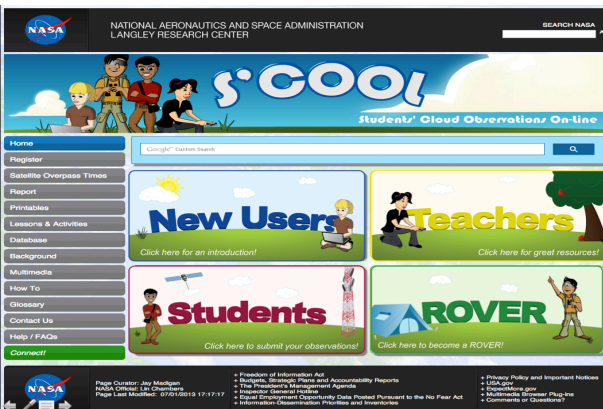 NASA
NATIONAL AERONAUTICS AND SPACE ADMINISTRATION
LANGLEY RESEARCH CENTER
SEARCH NASA
S'COOL
Students' Cloud Observations On-Line
Home
Register
Satellite Overpass Times
Report
Printables
Lessons & Activities
Database
Background
Multimedia
How To
Glossary
Contact Us
Help / FAQs
Connect!
Google™ Custom Search
New Users
Click here for an introduction!
Teachers
Click here for great resources!
Students
Click here to submit your observations!
ROVER
Click here to become a ROVER!
NASA
Page Curator: Jay Madigan
NASA Official: Lin Chambers
Page Last Modified: 07/01/2013 17:17:17
+ Freedom of Information Act
+ Budgets, Strategic Plans and Accountability Reports
+ The President's Management Agenda
+ Inspector General Hotline
+ Equal Employment Opportunity Data Posted Pursuant to the No Fear Act
+ Information-Dissemination Priorities and Inventories
+ Privacy Policy and Important Notices
+ USA.gov
+ ExpectMore.gov
+ Multimedia Browser Plug-ins
+ Comments or Questions?